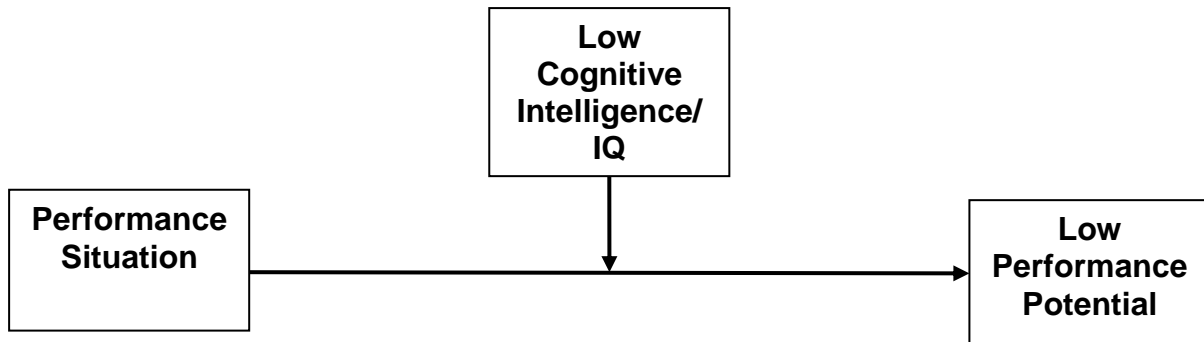 Low
Cognitive
Intelligence/
IQ
Performance
Situation
Low
Performance
Potential